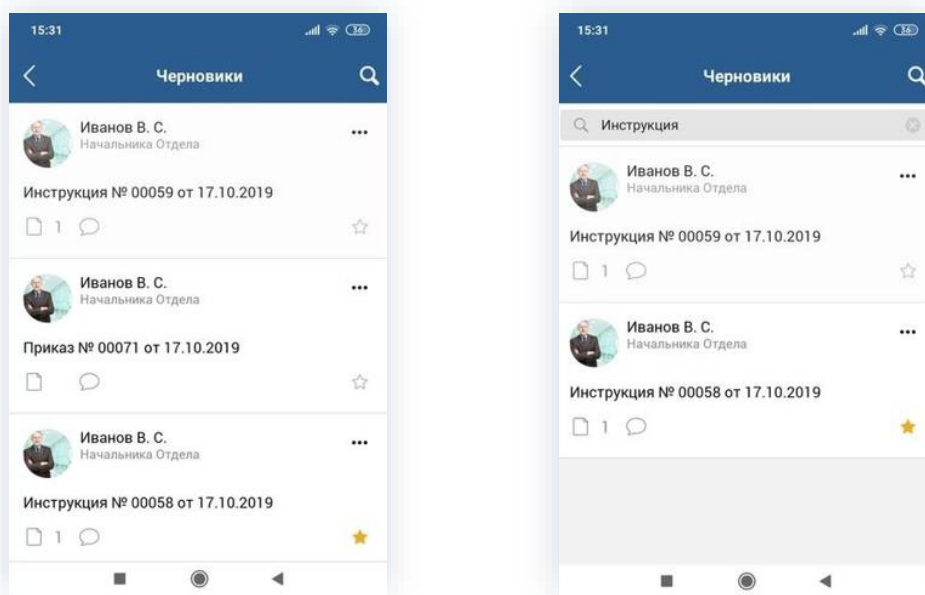 15:31
36
Черновики
Иванов В. С.
Начальника Отдела
Инструкция № 00059 от 17.10.2019
1
Иванов В. С.
Начальника Отдела
Приказ № 00071 от 17.10.2019
Иванов В. С.
Начальника Отдела
Инструкция № 00058 от 17.10.2019
1
15:31
36
Черновики
Инструкция
Иванов В. С.
Начальника Отдела
Инструкция № 00059 от 17.10.2019
1
Иванов В. С.
Начальника Отдела
Инструкция № 00058 от 17.10.2019
1